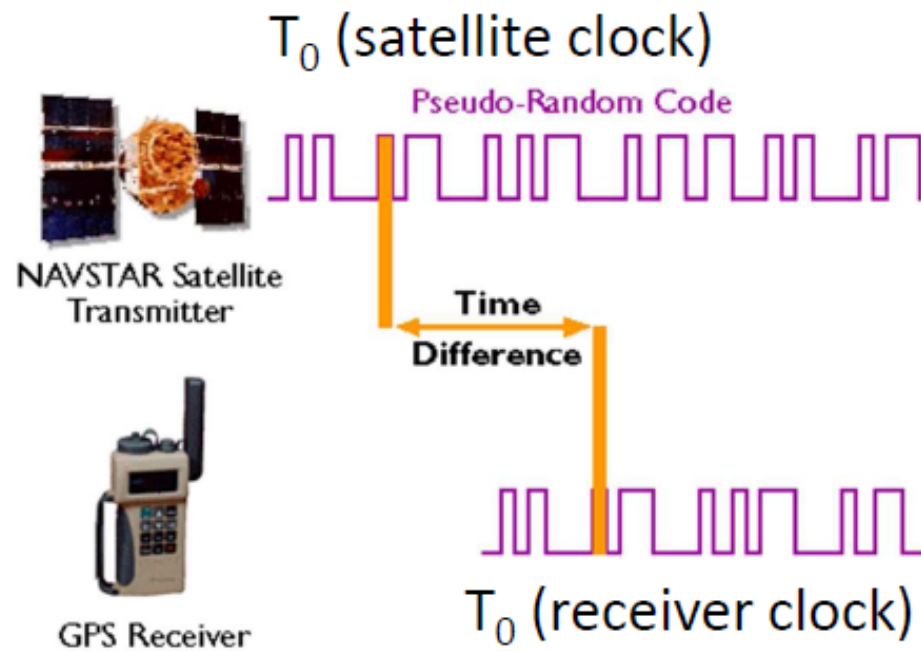 T₀ (satellite clock)
Pseudo-Random Code
NAVSTAR Satellite
Transmitter
Time
Difference
GPS Receiver
T₀ (receiver clock)